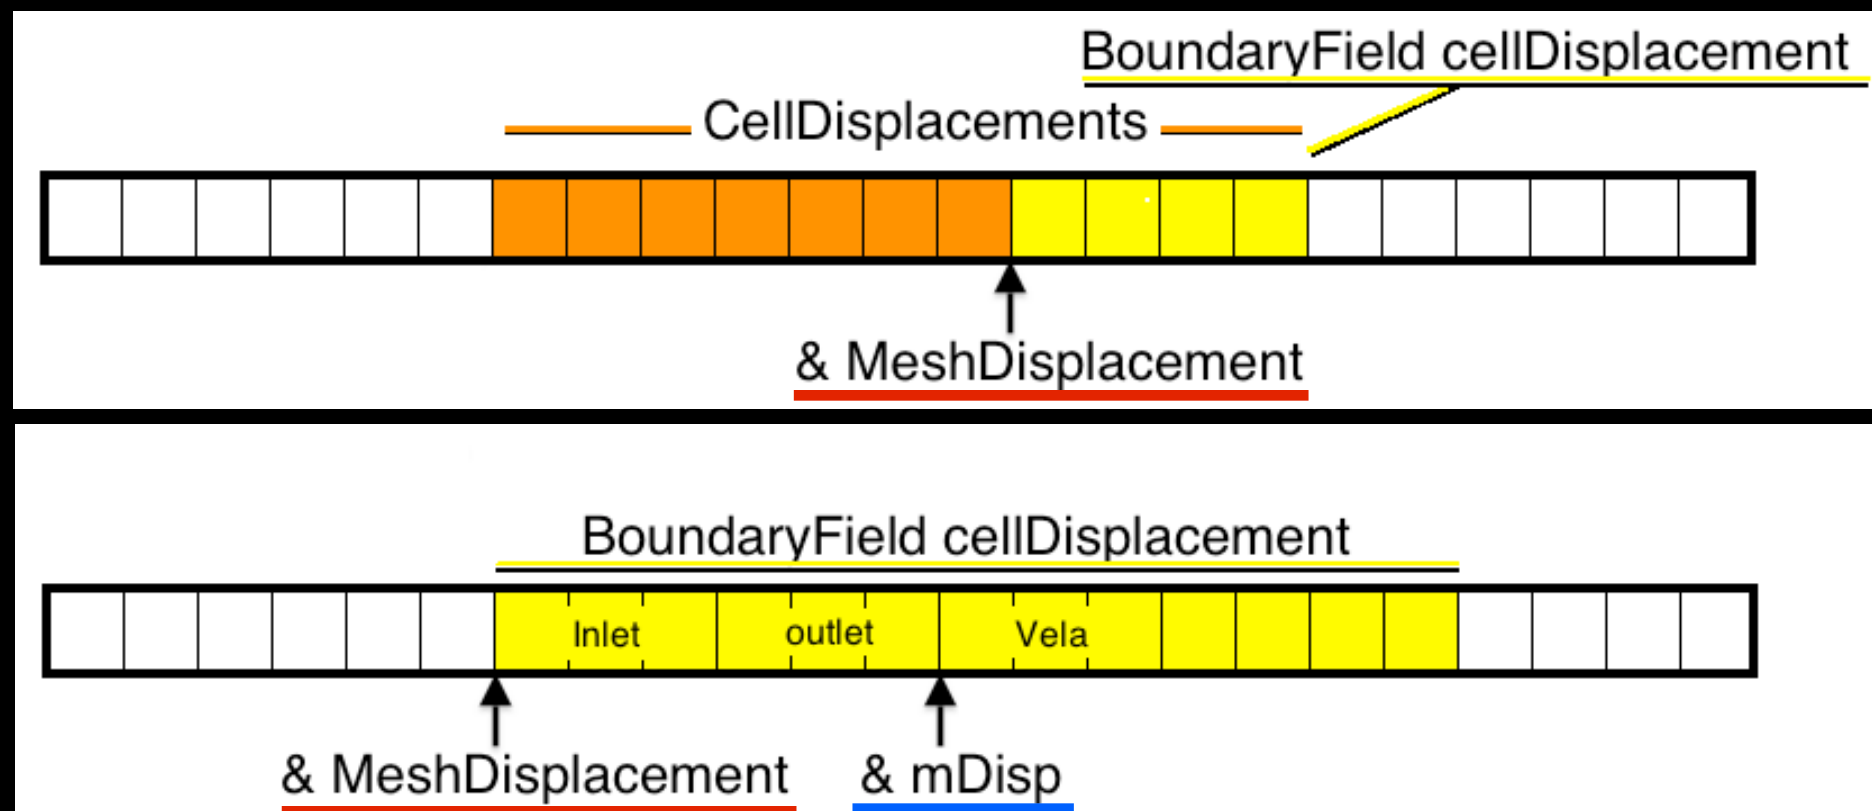 BoundaryField cellDisplacement
CellDisplacements
& MeshDisplacement
BoundaryField cellDisplacement
Inlet outlet Vela
& MeshDisplacement & mDisp